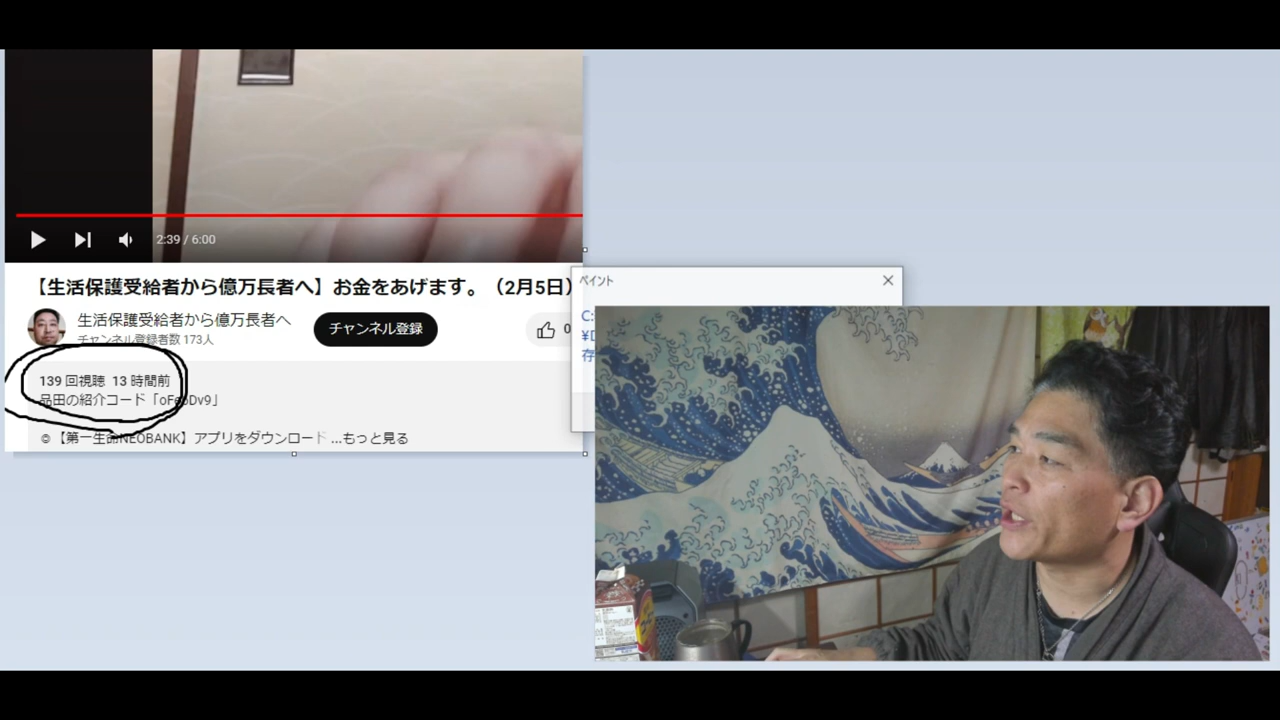 2:39 / 6:00
【生活保護受給者から億万長者へ】お金をあげます。（2月5日）
生活保護受給者から億万長者へ
チャンネル登録者数 173人
チャンネル登録
0
139 回視聴 13 時間前
品田の紹介コード
☺【第一生命NEOBANK】アプリをダウンロード ...もっと見る
ペイント
C:
¥D
存